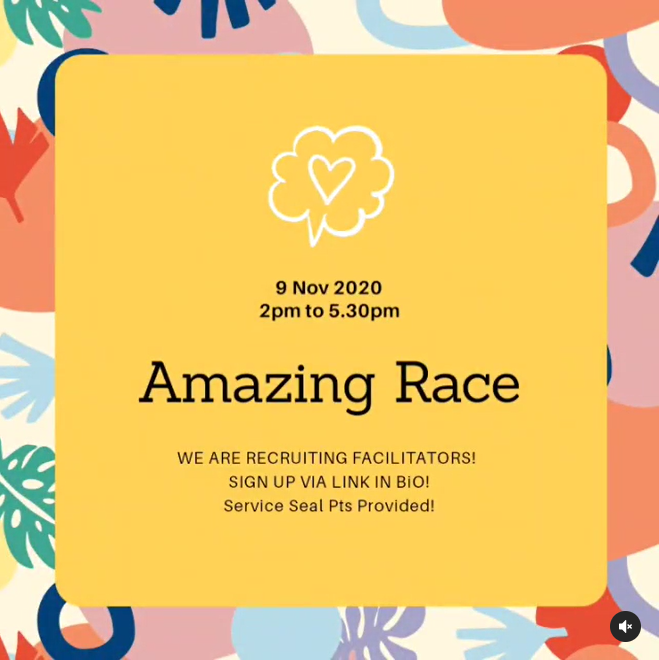 9 Nov 2020
2pm to 5.30pm
Amazing Race
WE ARE RECRUITING FACILITATORS!
SIGN UP VIA LINK IN BiO!
Service Seal Pts Provided!